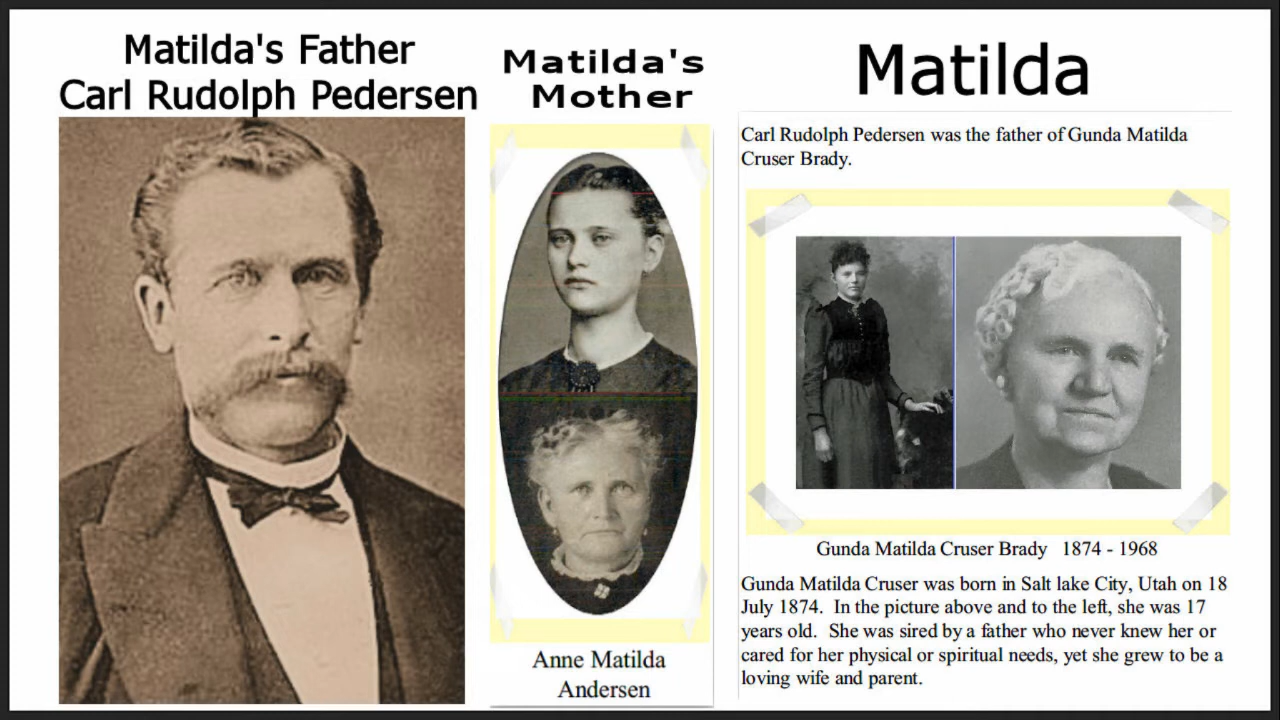 Matilda's Father
Carl Rudolph Pedersen
Matilda's
Mother
Anne Matilda
Andersen
Matilda
Carl Rudolph Pedersen was the father of Gunda Matilda
Cruser Brady.
Gunda Matilda Cruser Brady 1874 - 1968
Gunda Matilda Cruser was born in Salt lake City, Utah on 18
July 1874. In the picture above and to the left, she was 17
years old. She was sired by a father who never knew her or
cared for her physical or spiritual needs, yet she grew to be a
loving wife and parent.